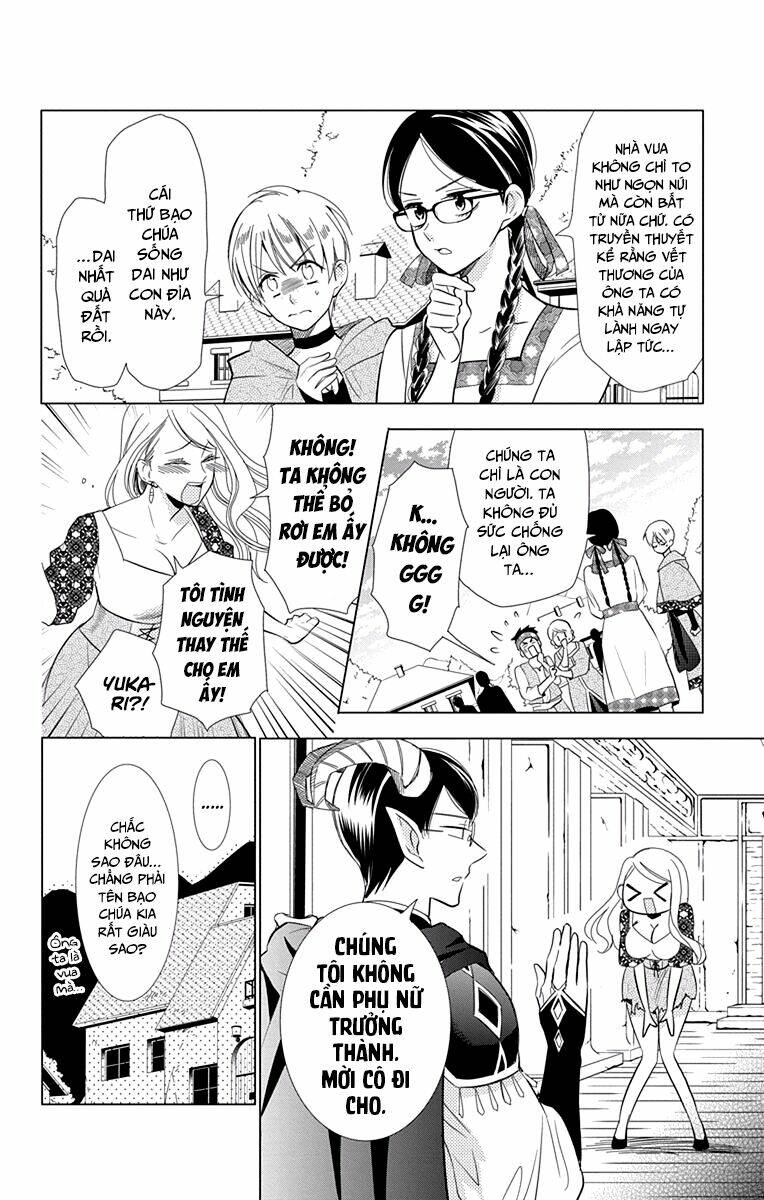 NHÀ VUA
KHÔNG CHỈ TO
NHƯ NGỌN NÚI
MÀ CÒN BẤT
TỬ NỮA CHỨ. CÓ
TRUYỀN THUYẾT
KỂ RẰNG VẾT
THƯƠNG CỦA
ÔNG TA CÓ
KHẢ NĂNG TỰ
LÀNH NGAY
LẬP TỨC...
CÁI
THỨ BẠO
CHÚA
SỐNG
DAI NHƯ
CON ĐỈA
NÀY.
...DAI
NHẤT
QUẢ
ĐẤT
RỒI.
CHÚNG TA
CHỈ LÀ CON
NGƯỜI. TA
KHÔNG ĐỦ
SỨC CHỐNG
LẠI ÔNG
TA...
K...
KHÔNG
GGG
G!
KHÔNG!
TA KHÔNG
THỂ BỎ
RƠI EM ẤY
ĐƯỢC!
TÔI TÌNH
NGUYỆN
THAY THẾ
CHO EM
ẤY!
YUKA-
RI?!
CHÚNG
TÔI KHÔNG
CẦN PHỤ NỮ
TRƯỞNG
THÀNH.
MỜI CÔ ĐI
CHO.
......
CHẮC
KHÔNG
SAO ĐÂU...
CHẲNG PHẢI
TÊN BẠO
CHÚA KIA
RẤT GIÀU
SAO?
Ông
ta là
vua
mà...